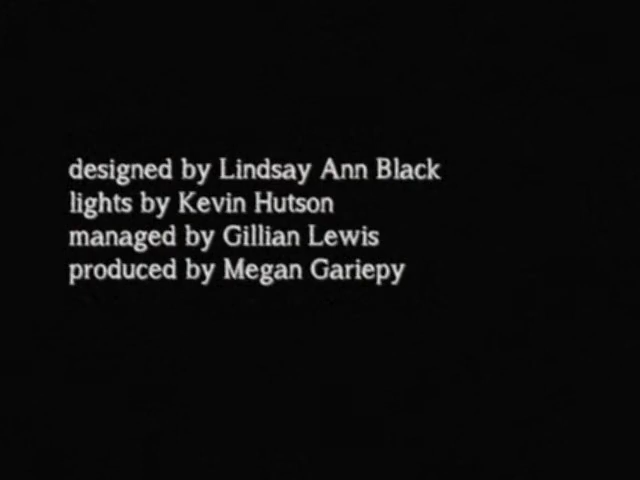 designed by Lindsay Ann Black
lights by Kevin Hutson
managed by Gillian Lewis
produced by Megan Gariepy